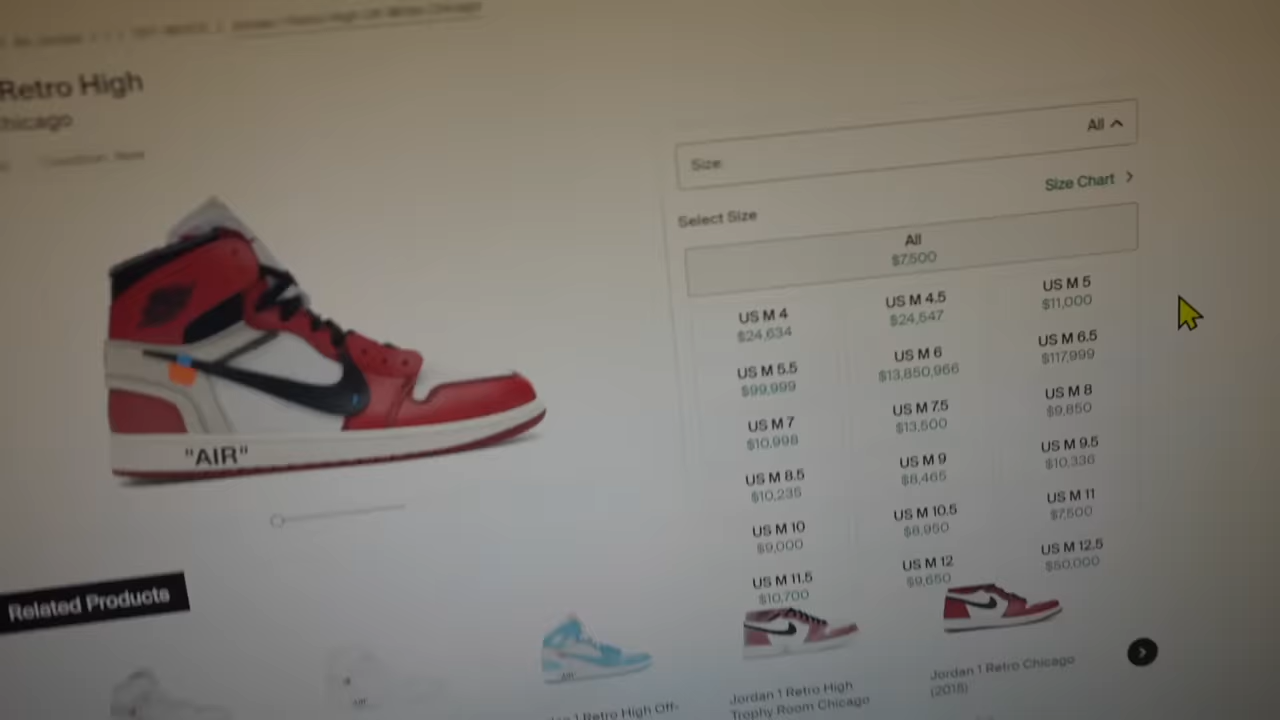 Retro High
hicago
All
Size
Size Chart
Select Size
All
$7,500
US M 4
$24,634
US M 4.5
$24,547
US M 5
$11,000
US M 5.5
$99,999
US M 6
$13,850,966
US M 6.5
$117,999
US M 7
$10,998
US M 7.5
$13,500
US M 8
$9,850
US M 8.5
$10,235
US M 9
$8,465
US M 9.5
$10,336
US M 10
$9,000
US M 10.5
$8,950
US M 11
$7,500
US M 11.5
$10,700
US M 12
$9,650
US M 12.5
$50,000
"AIR"
Related Products
1 Retro High Off-
Jordan 1 Retro High
Trophy Room Chicago
Jordan 1 Retro Chicago
(2015)